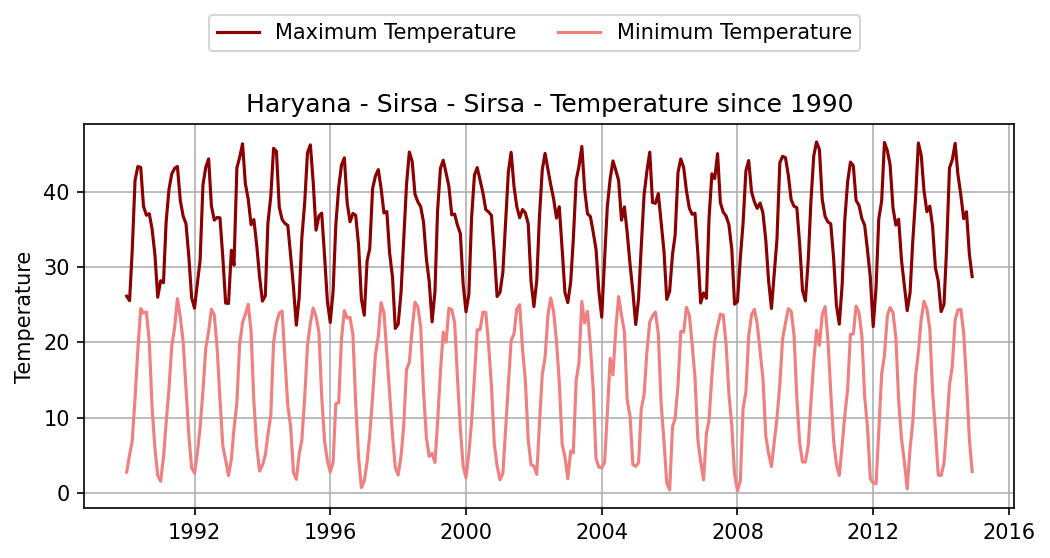 Maximum Temperature Minimum Temperature
Haryana - Sirsa - Sirsa - Temperature since 1990
Temperature
40
30
20
10
0
1992 1996 2000 2004 2008 2012 2016